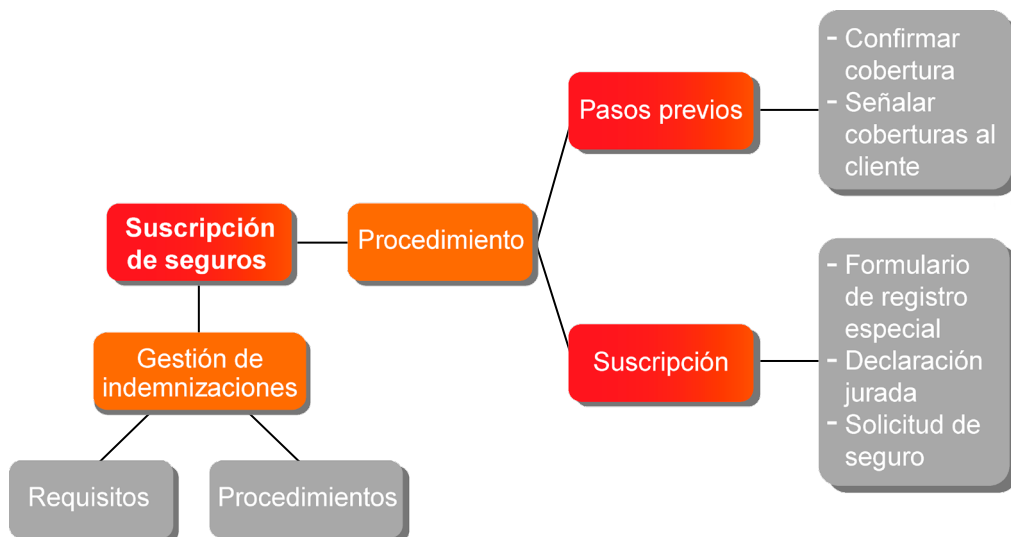 - Confirmar
cobertura
- Señalar
coberturas al
cliente
Pasos previos
Suscripción
de seguros
Procedimiento
- Formulario
de registro
especial
- Declaración
jurada
- Solicitud de
seguro
Suscripción
Gestión de
indemnizaciones
Requisitos
Procedimientos